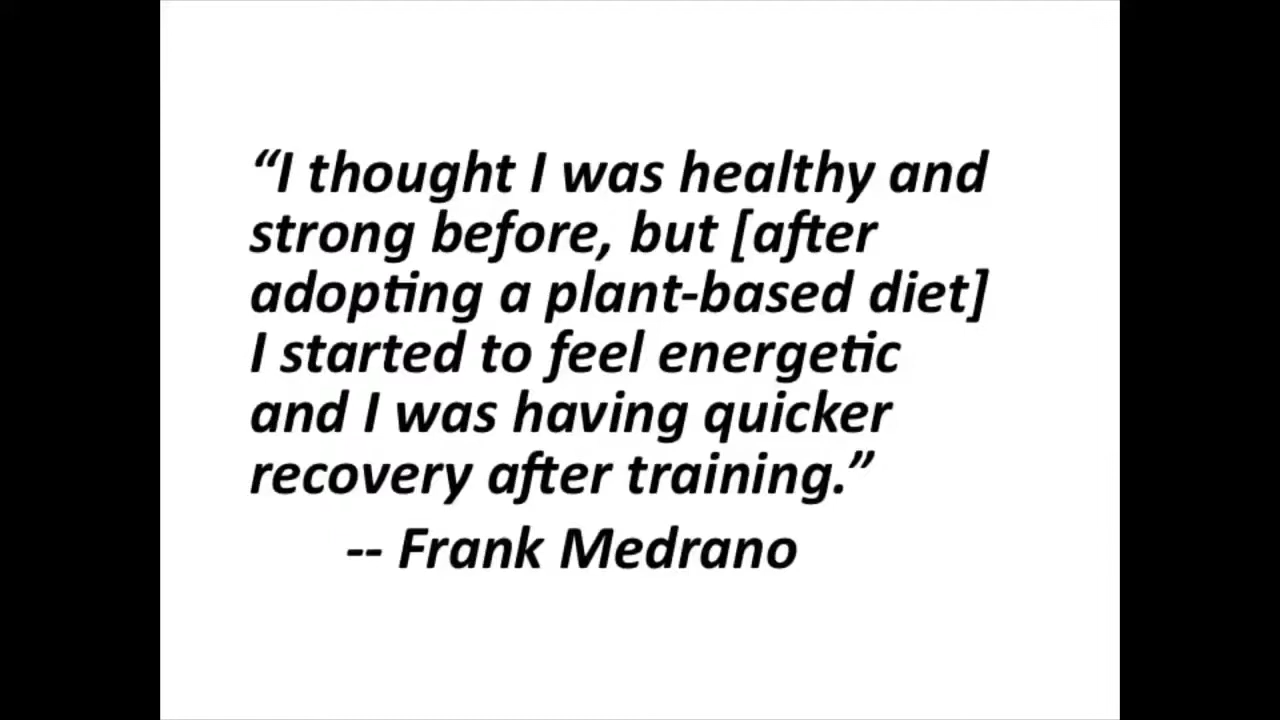 “I thought I was healthy and
strong before, but [after
adopting a plant-based diet]
I started to feel energetic
and I was having quicker
recovery after training.”
-- Frank Medrano